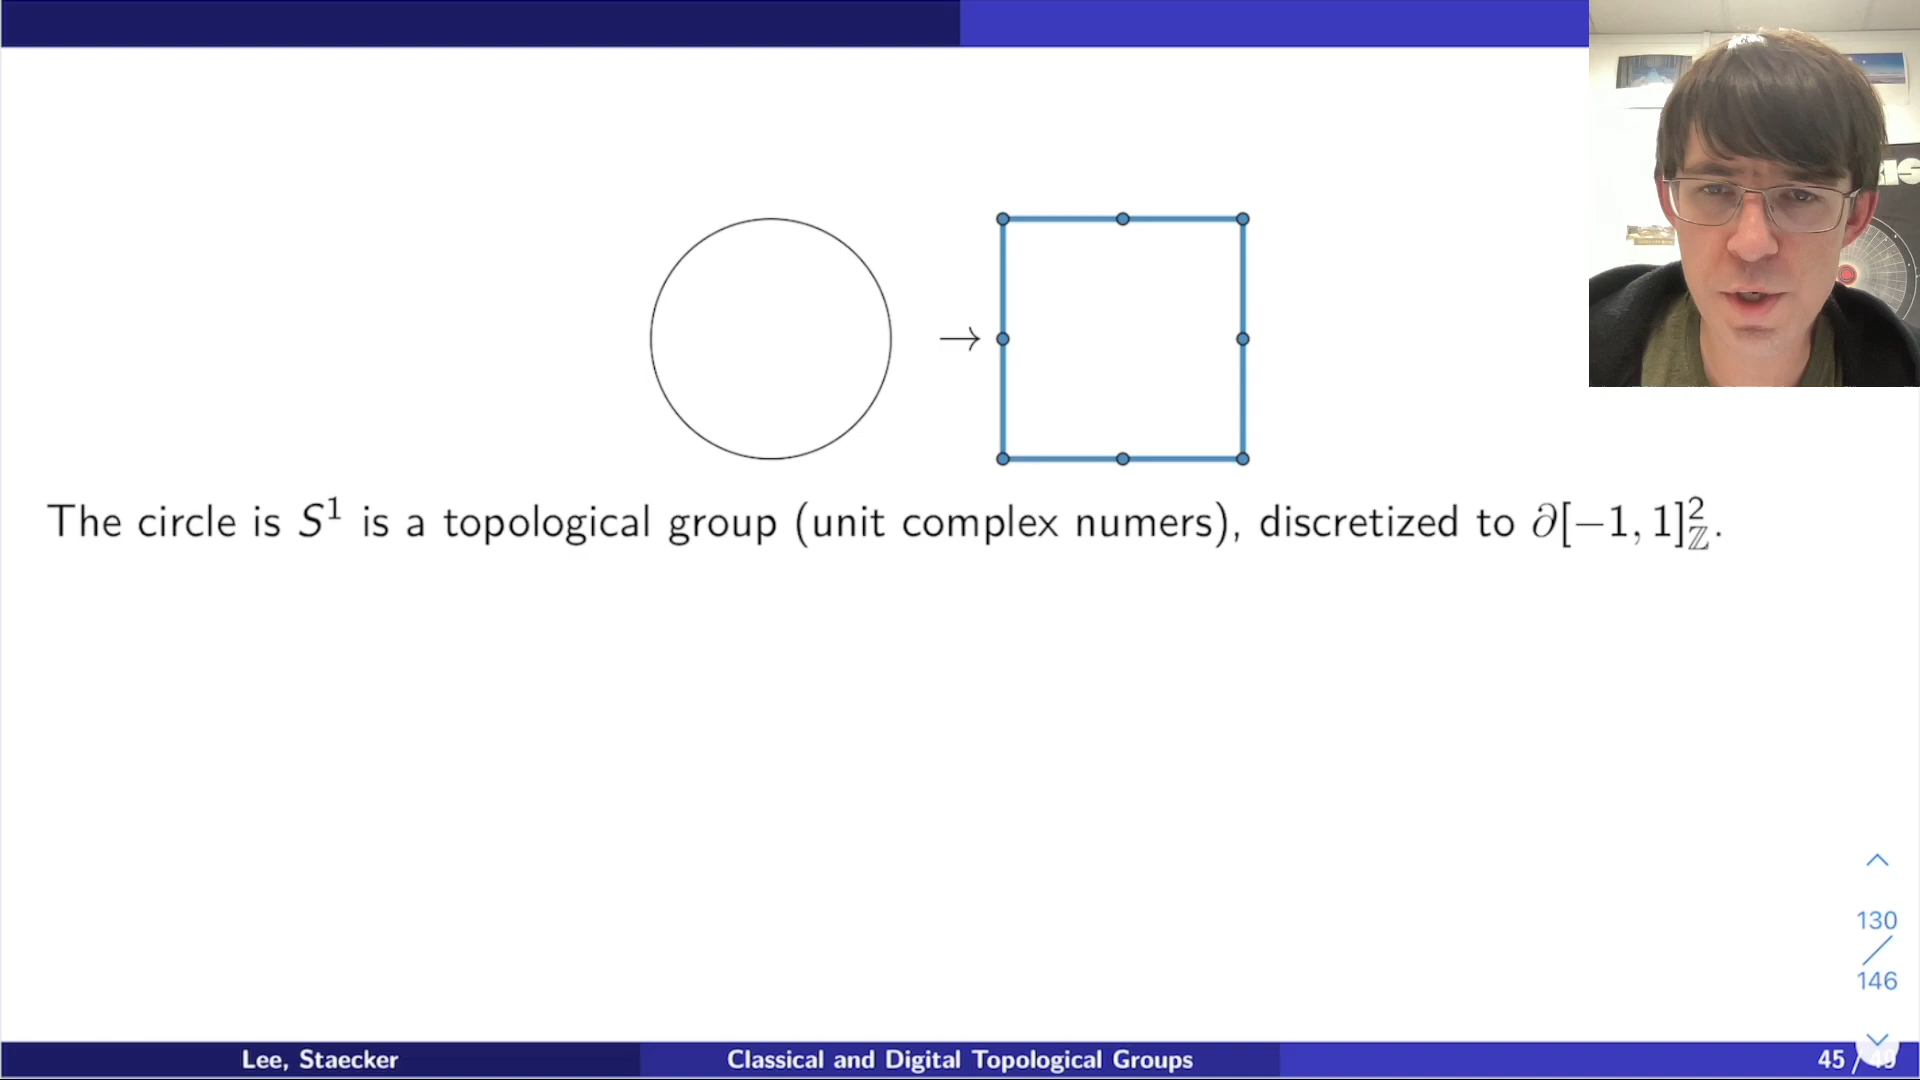 →
The circle is S¹ is a topological group (unit complex numers), discretized to ∂[−1, 1]²_ℤ.
130
/
146
Lee, Staecker
Classical and Digital Topological Groups
45 /